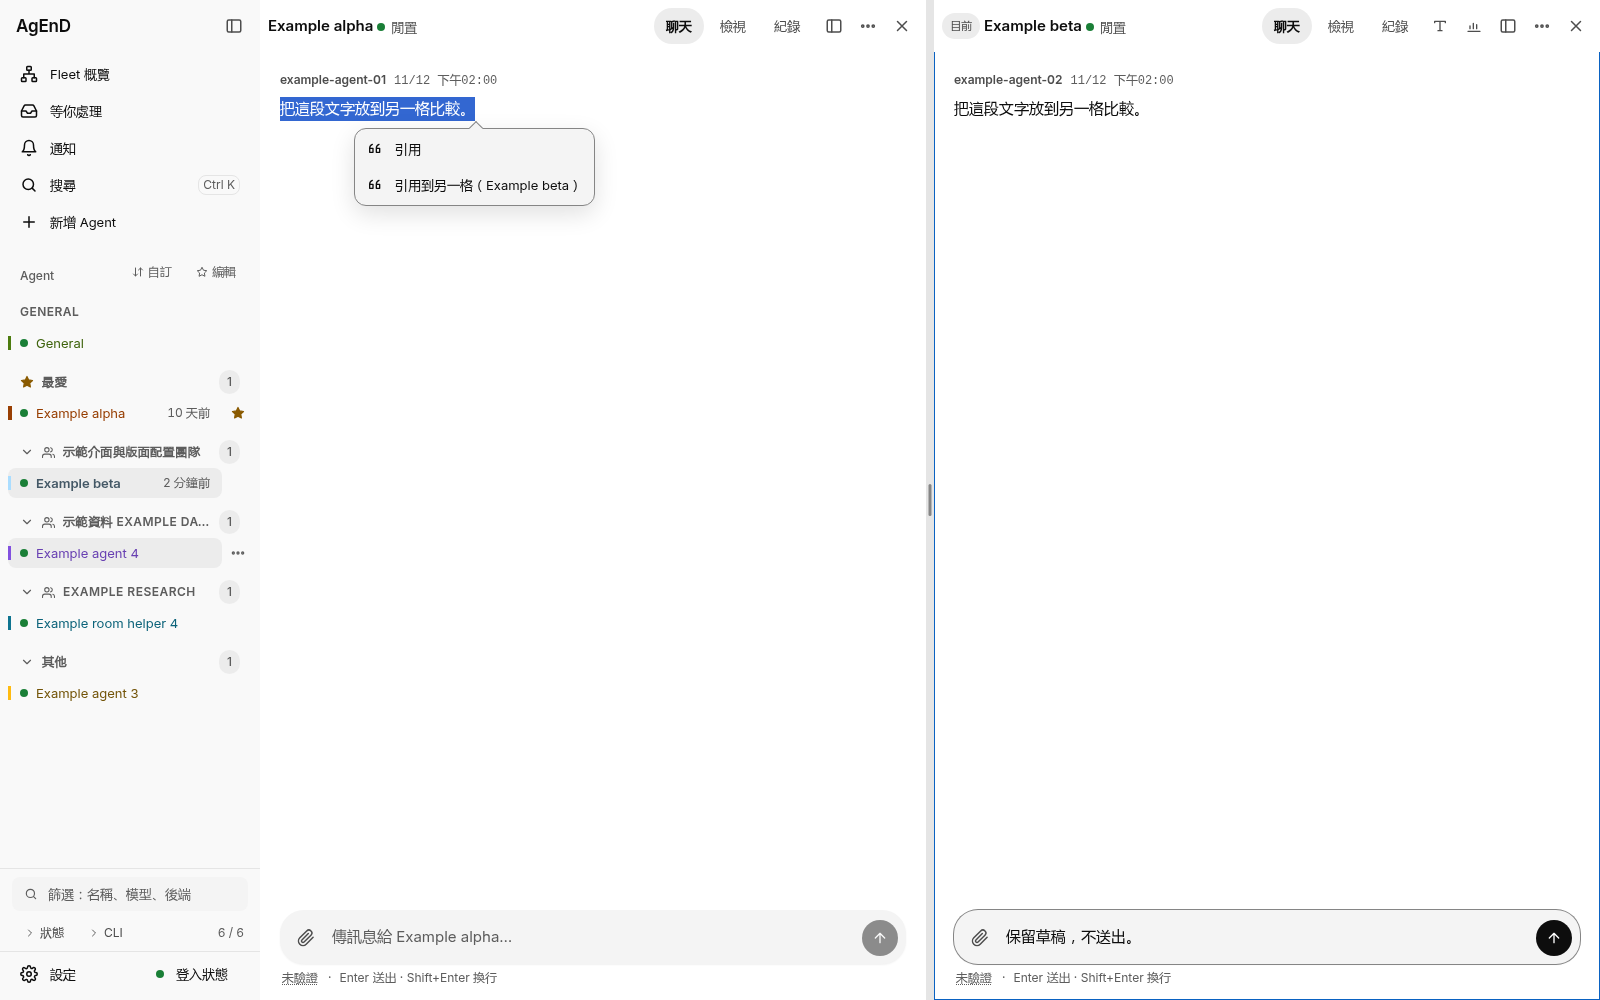 AgEnD
Fleet 概覽
等你處理
通知
搜尋 Ctrl K
新增 Agent
Agent 自訂 編輯
GENERAL
General
最愛 1
Example alpha 10 天前
示範介面與版面配置團隊 1
Example beta 2 分鐘前
示範資料 EXAMPLE DA... 1
Example agent 4
EXAMPLE RESEARCH 1
Example room helper 4
其他 1
Example agent 3
篩選：名稱、模型、後端
狀態 CLI 6 / 6
設定 登入狀態
Example alpha 閒置 聊天 檢視 紀錄
example-agent-01 11/12 下午02:00
把這段文字放到另一格比較。
引用
引用到另一格（Example beta）
傳訊息給 Example alpha...
未驗證 · Enter 送出 · Shift+Enter 換行
目前 Example beta 閒置 聊天 檢視 紀錄
example-agent-02 11/12 下午02:00
把這段文字放到另一格比較。
保留草稿，不送出。
未驗證 · Enter 送出 · Shift+Enter 換行